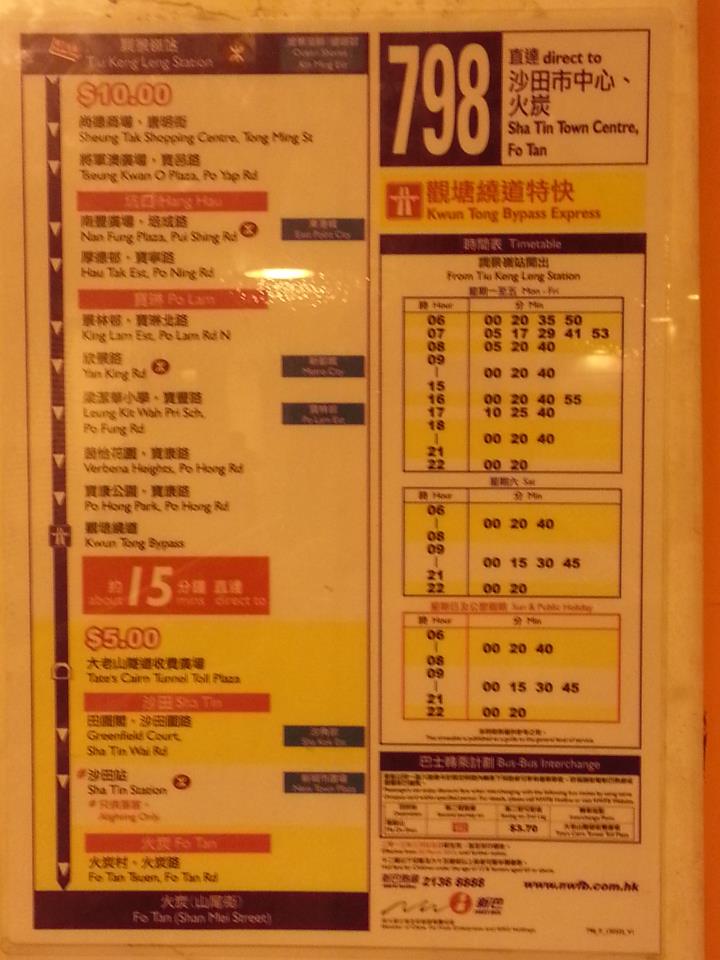 調景嶺站
Tiu Keng Leng Station
$10.00
尚德商場、唐明街
Sheung Tak Shopping Centre, Tong Ming St
將軍澳廣場、寶邑路
Tseung Kwan O Plaza, Po Yap Rd
坑口 Hang Hau
南豐廣場、培成路
Nan Fung Plaza, Pui Shing Rd
東港城
East Point City
厚德邨、寶寧路
Hau Tak Est, Po Ning Rd
寶琳 Po Lam
景林邨、寶琳北路
King Lam Est, Po Lam Rd N
欣景路
Yan King Rd
新都城
Metro City
梁潔華小學、寶豐路
Leung Kit Wah Pri Sch,
Po Fung Rd
寶琳邨
Po Lam Est
茵怡花園、寶康路
Verbena Heights, Po Hong Rd
寶康公園、寶康路
Po Hong Park, Po Hong Rd
觀塘繞道
Kwun Tong Bypass
約 15 分鐘 直達
about mins direct to
$5.00
大老山隧道收費廣場
Tate's Cairn Tunnel Toll Plaza
沙田 Sha Tin
田園閣、沙田圍路
Greenfield Court,
Sha Tin Wai Rd
沙角邨
Sha Kok Est
#沙田站
Sha Tin Station
新城市廣場
New Town Plaza
#只供落客。
Alighting Only
火炭 Fo Tan
火炭村、火炭路
Fo Tan Tsuen, Fo Tan Rd
火炭(山尾街)
Fo Tan (Shan Mei Street)
798
直達 direct to
沙田市中心、
火炭
Sha Tin Town Centre,
Fo Tan
觀塘繞道特快
Kwun Tong Bypass Express
時間表 Timetable
調景嶺站開出
From Tiu Keng Leng Station
星期一至五 Mon - Fri
時 Hour 分 Min
06 00 20 35 50
07 05 17 29 41 53
08 05 20 40
09
| 00 20 40
15
16 00 20 40 55
17 10 25 40
18
| 00 20 40
21
22 00 20
星期六 Sat
時 Hour 分 Min
06
| 00 20 40
08
09
| 00 15 30 45
21
22 00 20
星期日及公眾假期 Sun & Public Holiday
時 Hour 分 Min
06
| 00 20 40
08
09
| 00 15 30 45
21
22 00 20
巴士轉乘計劃 Bus-Bus Interchange
$3.70
大老山隧道收費廣場
Tate's Cairn Tunnel Toll Plaza
新巴熱線 2136 8888
www.nwfb.com.hk
新巴